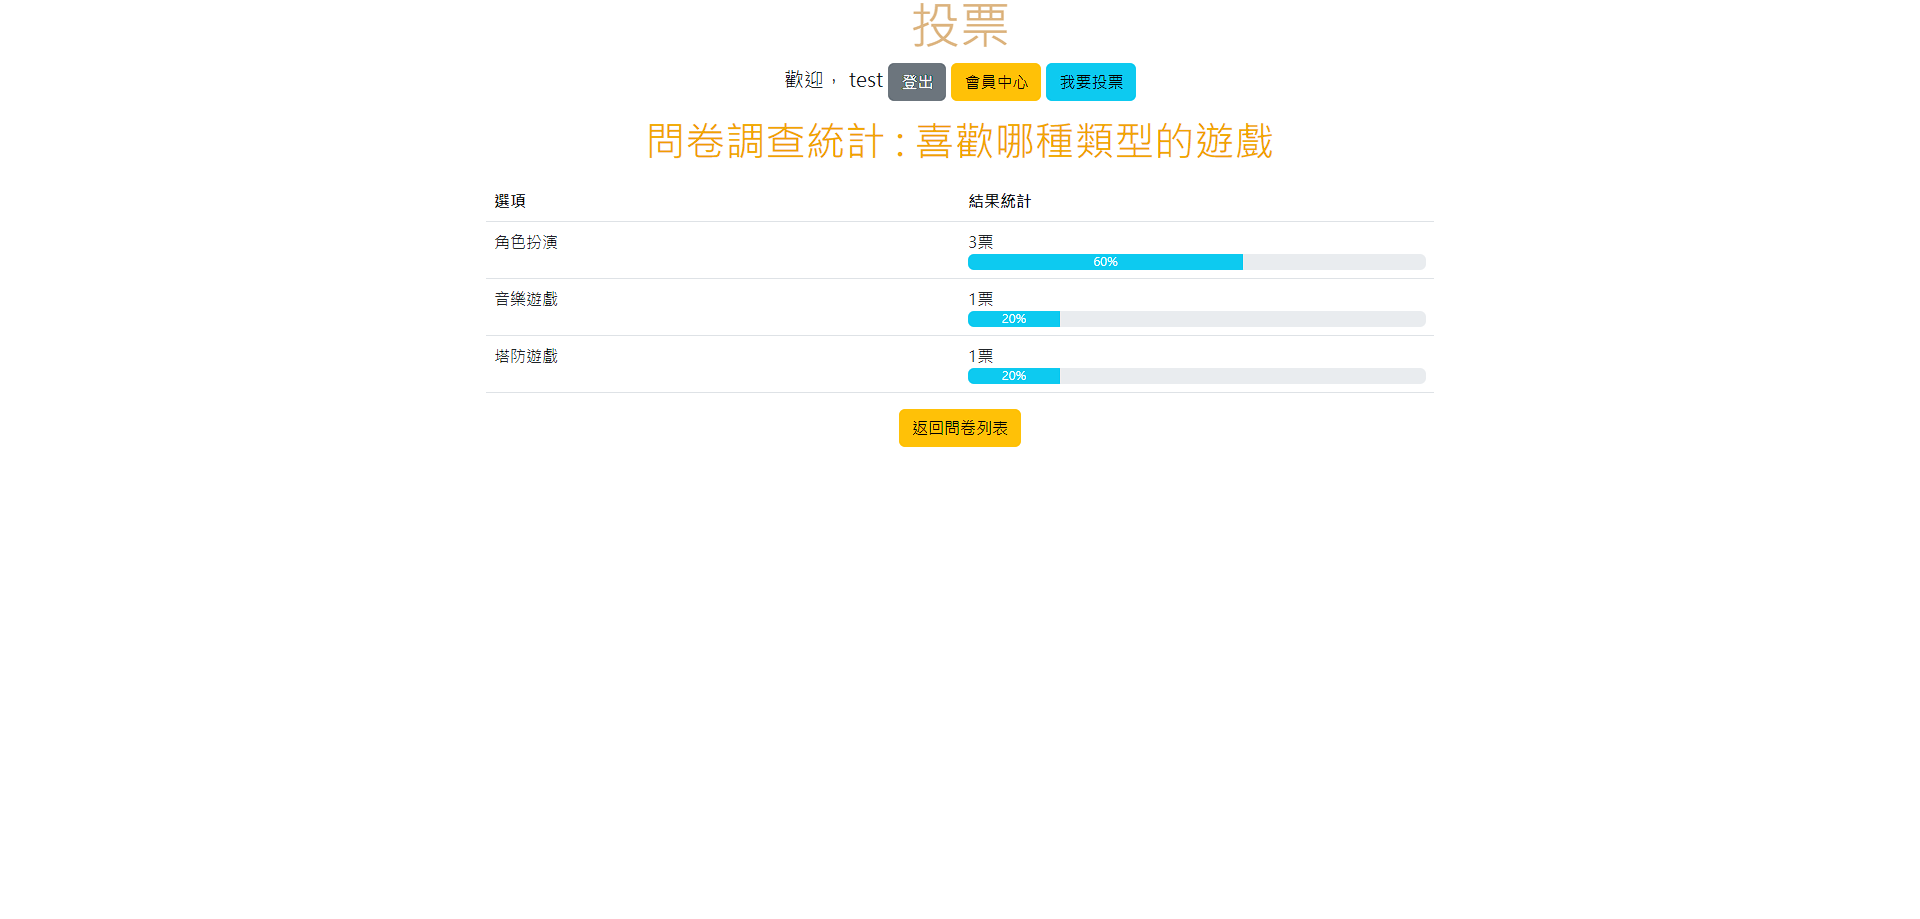 投票
歡迎， test 登出 會員中心 我要投票
問卷調查統計 : 喜歡哪種類型的遊戲
選項 結果統計
角色扮演 3票
60%
音樂遊戲 1票
20%
塔防遊戲 1票
20%
返回問卷列表